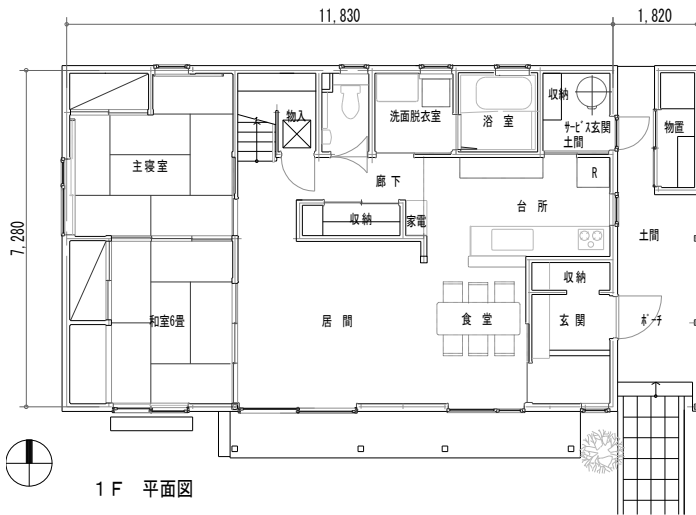 11,830
1,820
7,280
物入
洗面脱衣室
浴室
収納
サービス玄関
土間
物置
主寝室
廊下
R
収納
家電
台所
土間
収納
和室6畳
居間
食堂
玄関
ポーチ
1F 平面図